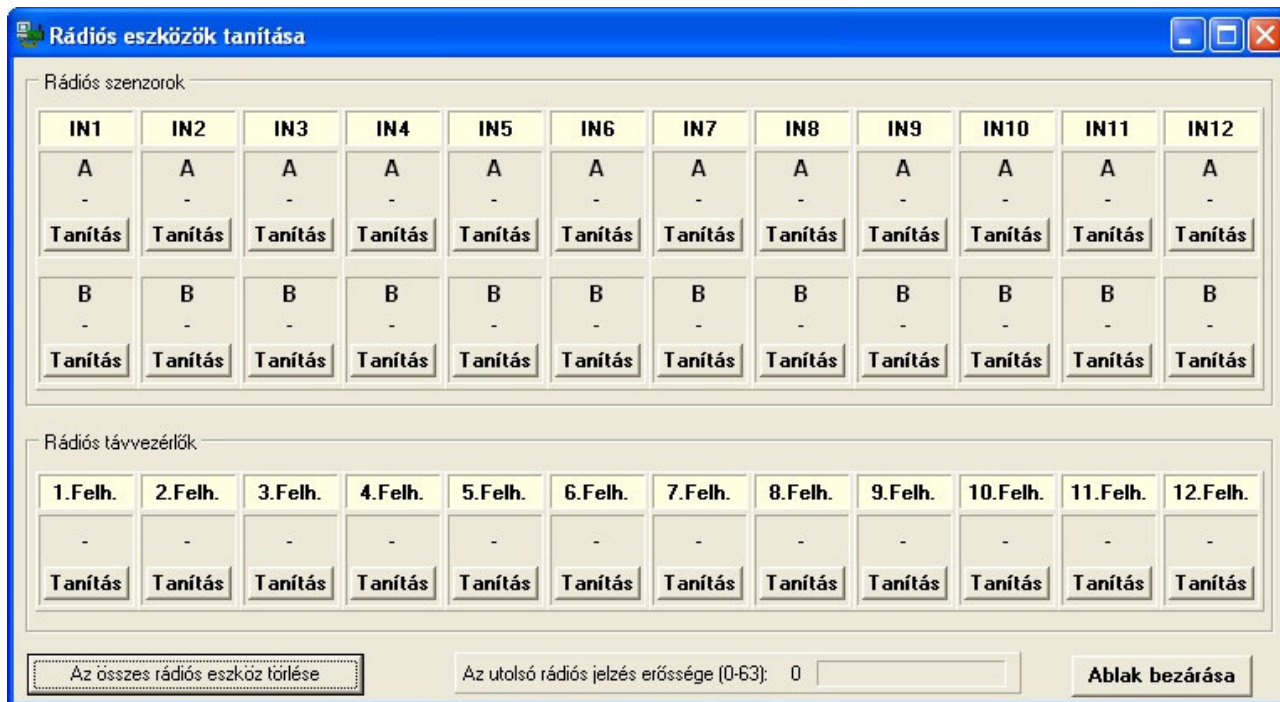 Rádiós eszközök tanítása
Rádiós szenzorok
IN1 IN2 IN3 IN4 IN5 IN6 IN7 IN8 IN9 IN10 IN11 IN12
A A A A A A A A A A A A
- - - - - - - - - - - -
Tanítás Tanítás Tanítás Tanítás Tanítás Tanítás Tanítás Tanítás Tanítás Tanítás Tanítás Tanítás
B B B B B B B B B B B B
- - - - - - - - - - - -
Tanítás Tanítás Tanítás Tanítás Tanítás Tanítás Tanítás Tanítás Tanítás Tanítás Tanítás Tanítás
Rádiós távvezérlők
1.Felh. 2.Felh. 3.Felh. 4.Felh. 5.Felh. 6.Felh. 7.Felh. 8.Felh. 9.Felh. 10.Felh. 11.Felh. 12.Felh.
- - - - - - - - - - - -
Tanítás Tanítás Tanítás Tanítás Tanítás Tanítás Tanítás Tanítás Tanítás Tanítás Tanítás Tanítás
Az összes rádiós eszköz törlése Az utolsó rádiós jelzés erőssége (0-63): 0 Ablak bezárása